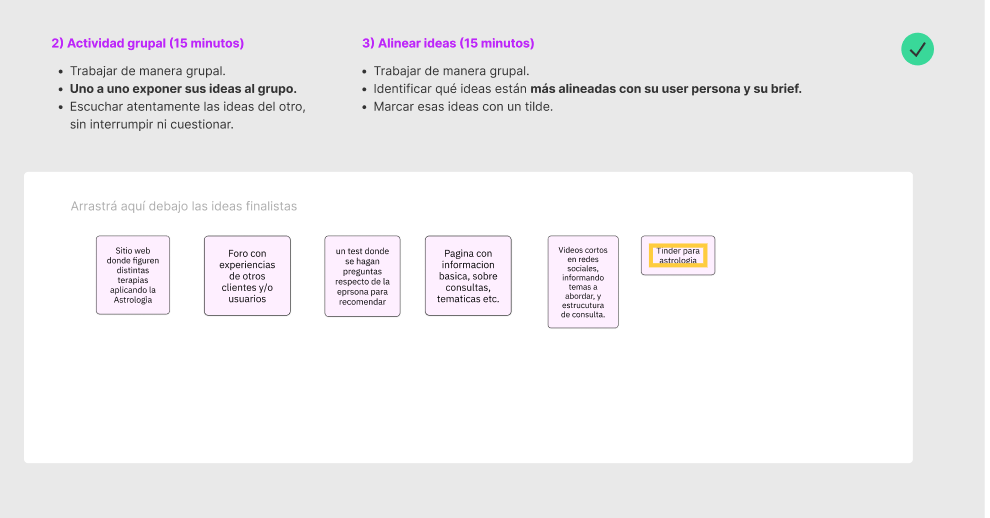 2) Actividad grupal (15 minutos)
Trabajar de manera grupal.
Uno a uno exponer sus ideas al grupo.
Escuchar atentamente las ideas del otro,
sin interrumpir ni cuestionar.
3) Alinear ideas (15 minutos)
Trabajar de manera grupal.
Identificar qué ideas están más alineadas con su user persona y su brief.
Marcar esas ideas con un tilde.
Arrastrá aquí debajo las ideas finalistas
Sitio web
donde figuren
distintas
terapias
aplicando la
Astrología
Foro con
experiencias
de otros
clientes y/o
usuarios
un test donde
se hagan
preguntas
respecto de la
eprsona para
recomendar
Pagina con
informacion
basica, sobre
consultas,
tematicas etc.
Videos cortos
en redes
sociales,
informando
temas a
abordar, y
estrucutura
de consulta.
Tinder para
astrologia